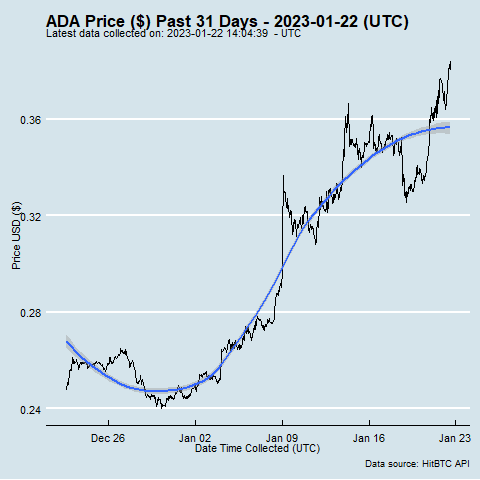 ADA Price ($) Past 31 Days - 2023-01-22 (UTC)
Latest data collected on: 2023-01-22 14:04:39  - UTC
0.36
0.32
0.28
0.24
Price USD ($)
Dec 26
Jan 02
Jan 09
Jan 16
Jan 23
Date Time Collected (UTC)
Data source: HitBTC API